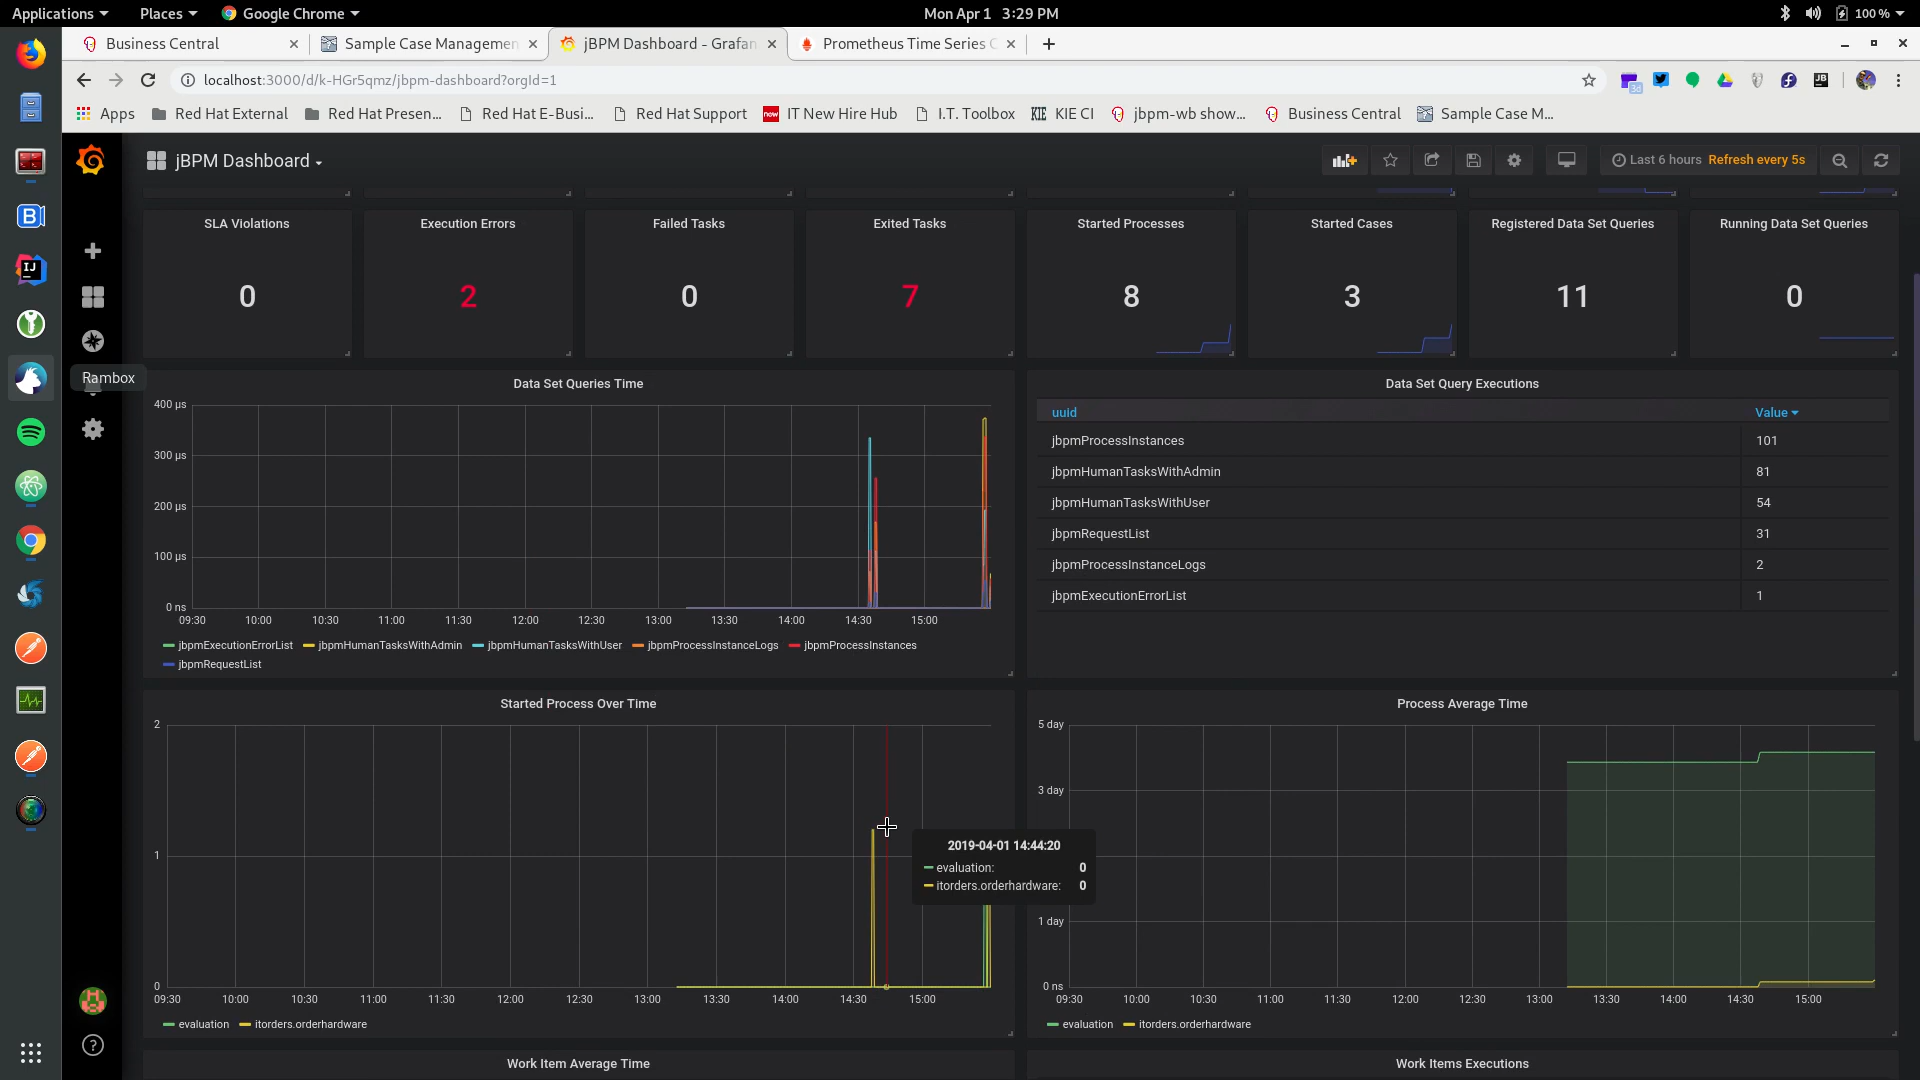 Applications Places Google Chrome Mon Apr 1 3:29 PM 100 %
Business Central Sample Case Managemen jBPM Dashboard - Grafan Prometheus Time Series C
localhost:3000/d/k-HGr5qmz/jbpm-dashboard?orgId=1
Apps Red Hat External Red Hat Presen... Red Hat E-Busi... Red Hat Support now IT New Hire Hub I.T. Toolbox KIE KIE CI jbpm-wb show... Business Central Sample Case M...
jBPM Dashboard Last 6 hours Refresh every 5s
SLA Violations Execution Errors Failed Tasks Exited Tasks Started Processes Started Cases Registered Data Set Queries Running Data Set Queries
0 2 0 7 8 3 11 0
Rambox
Data Set Queries Time
400 µs
300 µs
200 µs
100 µs
0 ns
09:30 10:00 10:30 11:00 11:30 12:00 12:30 13:00 13:30 14:00 14:30 15:00
jbpmExecutionErrorList jbpmHumanTasksWithAdmin jbpmHumanTasksWithUser jbpmProcessInstanceLogs jbpmProcessInstances
jbpmRequestList
Data Set Query Executions
uuid Value
jbpmProcessInstances 101
jbpmHumanTasksWithAdmin 81
jbpmHumanTasksWithUser 54
jbpmRequestList 31
jbpmProcessInstanceLogs 2
jbpmExecutionErrorList 1
Started Process Over Time
2
1
0
09:30 10:00 10:30 11:00 11:30 12:00 12:30 13:00 13:30 14:00 14:30 15:00
evaluation itorders.orderhardware
2019-04-01 14:44:20
evaluation: 0
itorders.orderhardware: 0
Process Average Time
5 day
3 day
1 day
0 ns
09:30 10:00 10:30 11:00 11:30 12:00 12:30 13:00 13:30 14:00 14:30 15:00
evaluation itorders.orderhardware
Work Item Average Time Work Items Executions